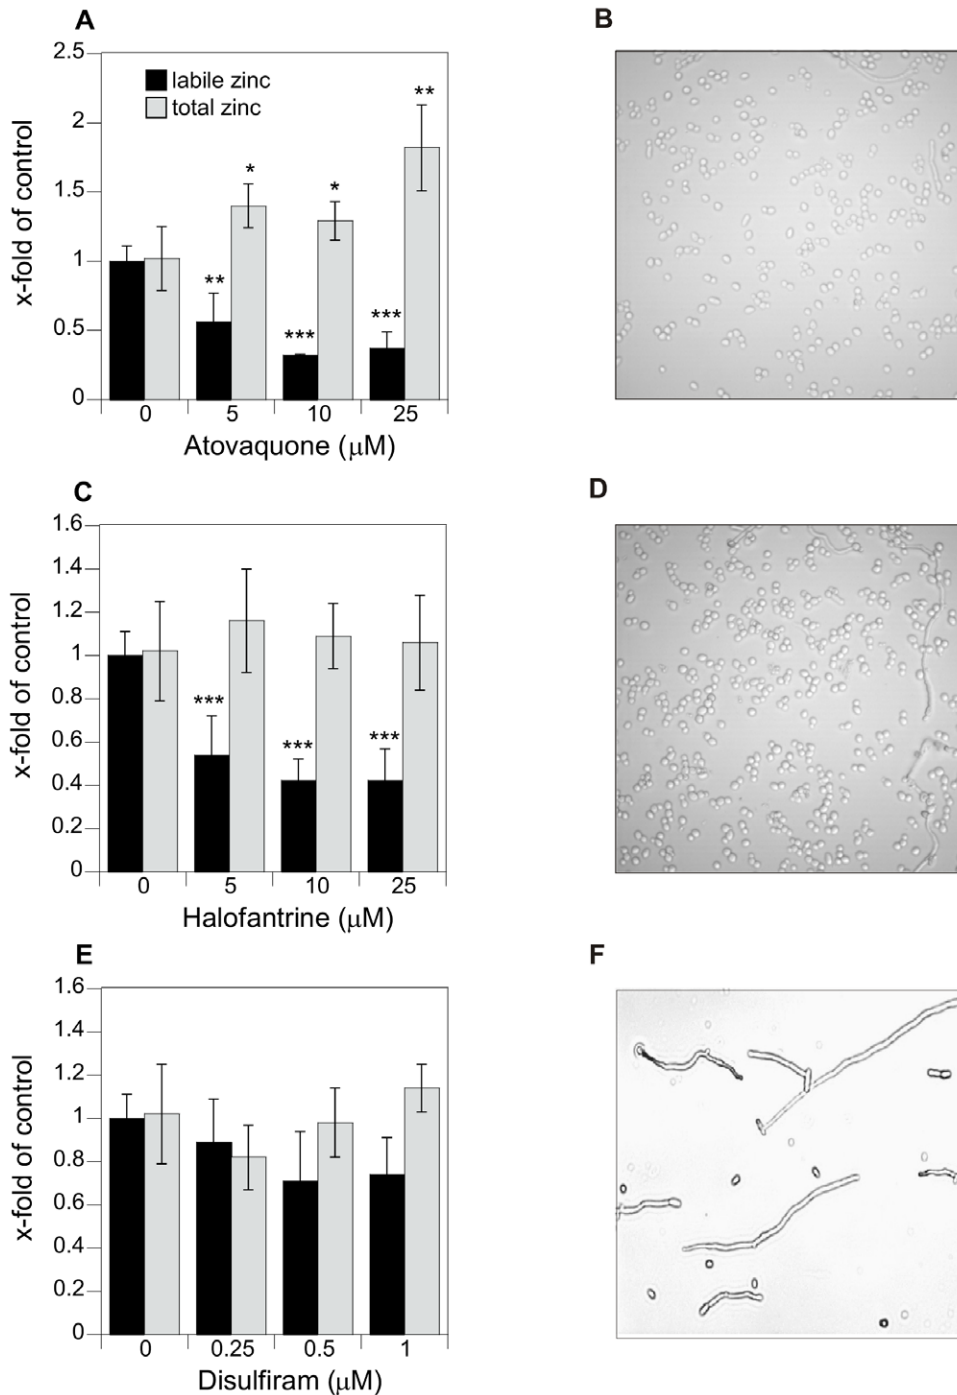 A
B
2.5
2
1.5
1
0.5
0
x-fold of control
labile zinc
total zinc
** * *** * *** **
0 5 10 25
Atovaquone (μM)
C
D
1.6
1.4
1.2
1
0.8
0.6
0.4
0.2
0
x-fold of control
*** *** ***
0 5 10 25
Halofantrine (μM)
E
F
1.6
1.4
1.2
1
0.8
0.6
0.4
0.2
0
x-fold of control
0 0.25 0.5 1
Disulfiram (μM)